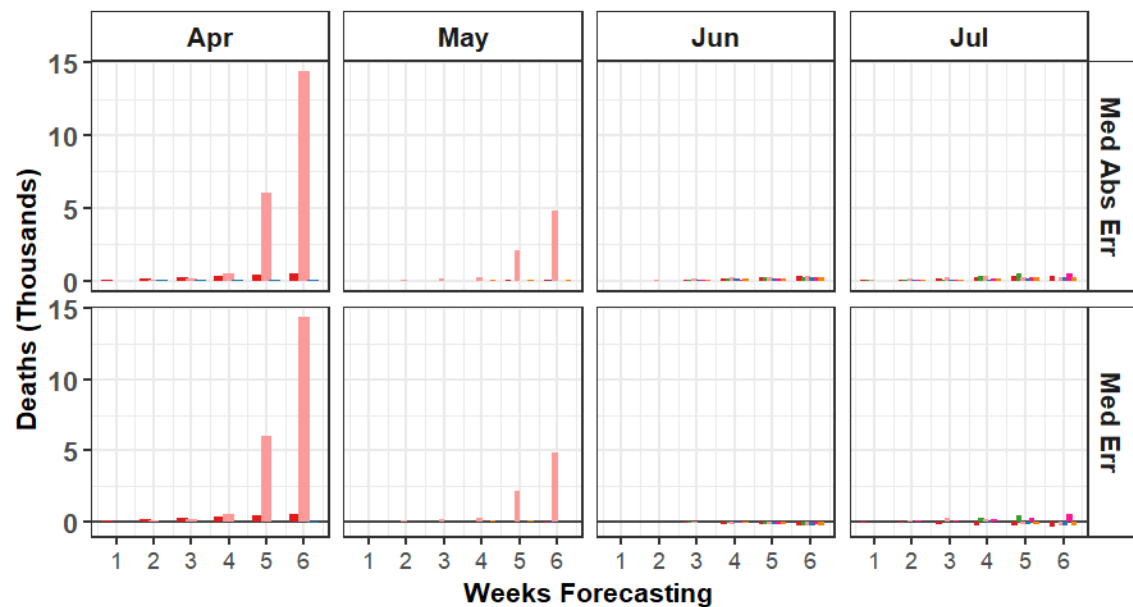 Apr May Jun Jul
15
10
5
0
Med Abs Err
15
10
5
0
Med Err
Deaths (Thousands)
1 2 3 4 5 6 1 2 3 4 5 6 1 2 3 4 5 6 1 2 3 4 5 6
Weeks Forecasting